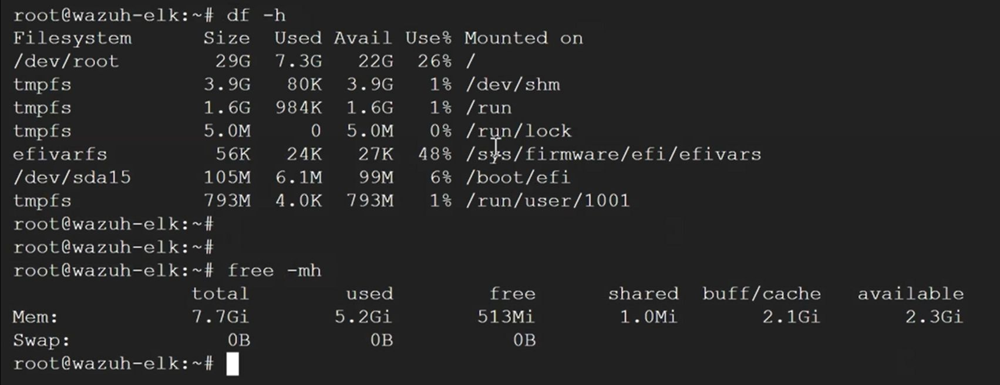 root@wazuh-elk:~# df -h
Filesystem      Size  Used Avail Use% Mounted on
/dev/root        29G  7.3G   22G  26% /
tmpfs           3.9G   80K  3.9G   1% /dev/shm
tmpfs           1.6G  984K  1.6G   1% /run
tmpfs           5.0M     0  5.0M   0% /run/lock
efivarfs         56K   24K   27K  48% /sys/firmware/efi/efivars
/dev/sda15      105M  6.1M   99M   6% /boot/efi
tmpfs           793M  4.0K  793M   1% /run/user/1001
root@wazuh-elk:~#
root@wazuh-elk:~#
root@wazuh-elk:~# free -mh
               total        used        free      shared  buff/cache   available
Mem:           7.7Gi       5.2Gi       513Mi       1.0Mi       2.1Gi       2.3Gi
Swap:             0B          0B          0B
root@wazuh-elk:~#